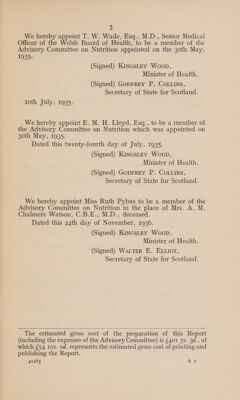 3
We hereby appoint T. W. Wade, Esq., M.D., Senior Medical
Officer of the Welsh Board of Health, to be a member of the
Advisory Committee on Nutrition appointed on the 30th May,
1935.
(Signed) KINGSLEY WOOD,
Minister of Health.
(Signed) GODFREY P. COLLINS,
Secretary of State for Scotland.
10th July, 1935.
We hereby appoint E. M. H. Lloyd, Esq., to be a member of
the Advisory Committee on Nutrition which was appointed on
30th May, 1935.
Dated this twenty-fourth day of July, 1935.
(Signed) KINGSLEY WOOD,
Minister of Health.
(Signed) GODFREY P. COLLINS,
Secretary of State for Scotland.
We hereby appoint Miss Ruth Pybus to be a member of the
Advisory Committee on Nutrition in the place of Mrs. A. M.
Chalmers Watson, C.B.E., M.D., deceased.
Dated this 24th day of November, 1936.
(Signed) KINGSLEY WOOD,
Minister of Health.
(Signed) WALTER E. ELLIOT,
Secretary of State for Scotland.
The estimated gross cost of the preparation of this Report
(including the expenses of the Advisory Committee) is £401 7s. 3d., of
which £54 10s. 0d. represents the estimated gross cost of printing and
publishing the Report.
40285 A 2